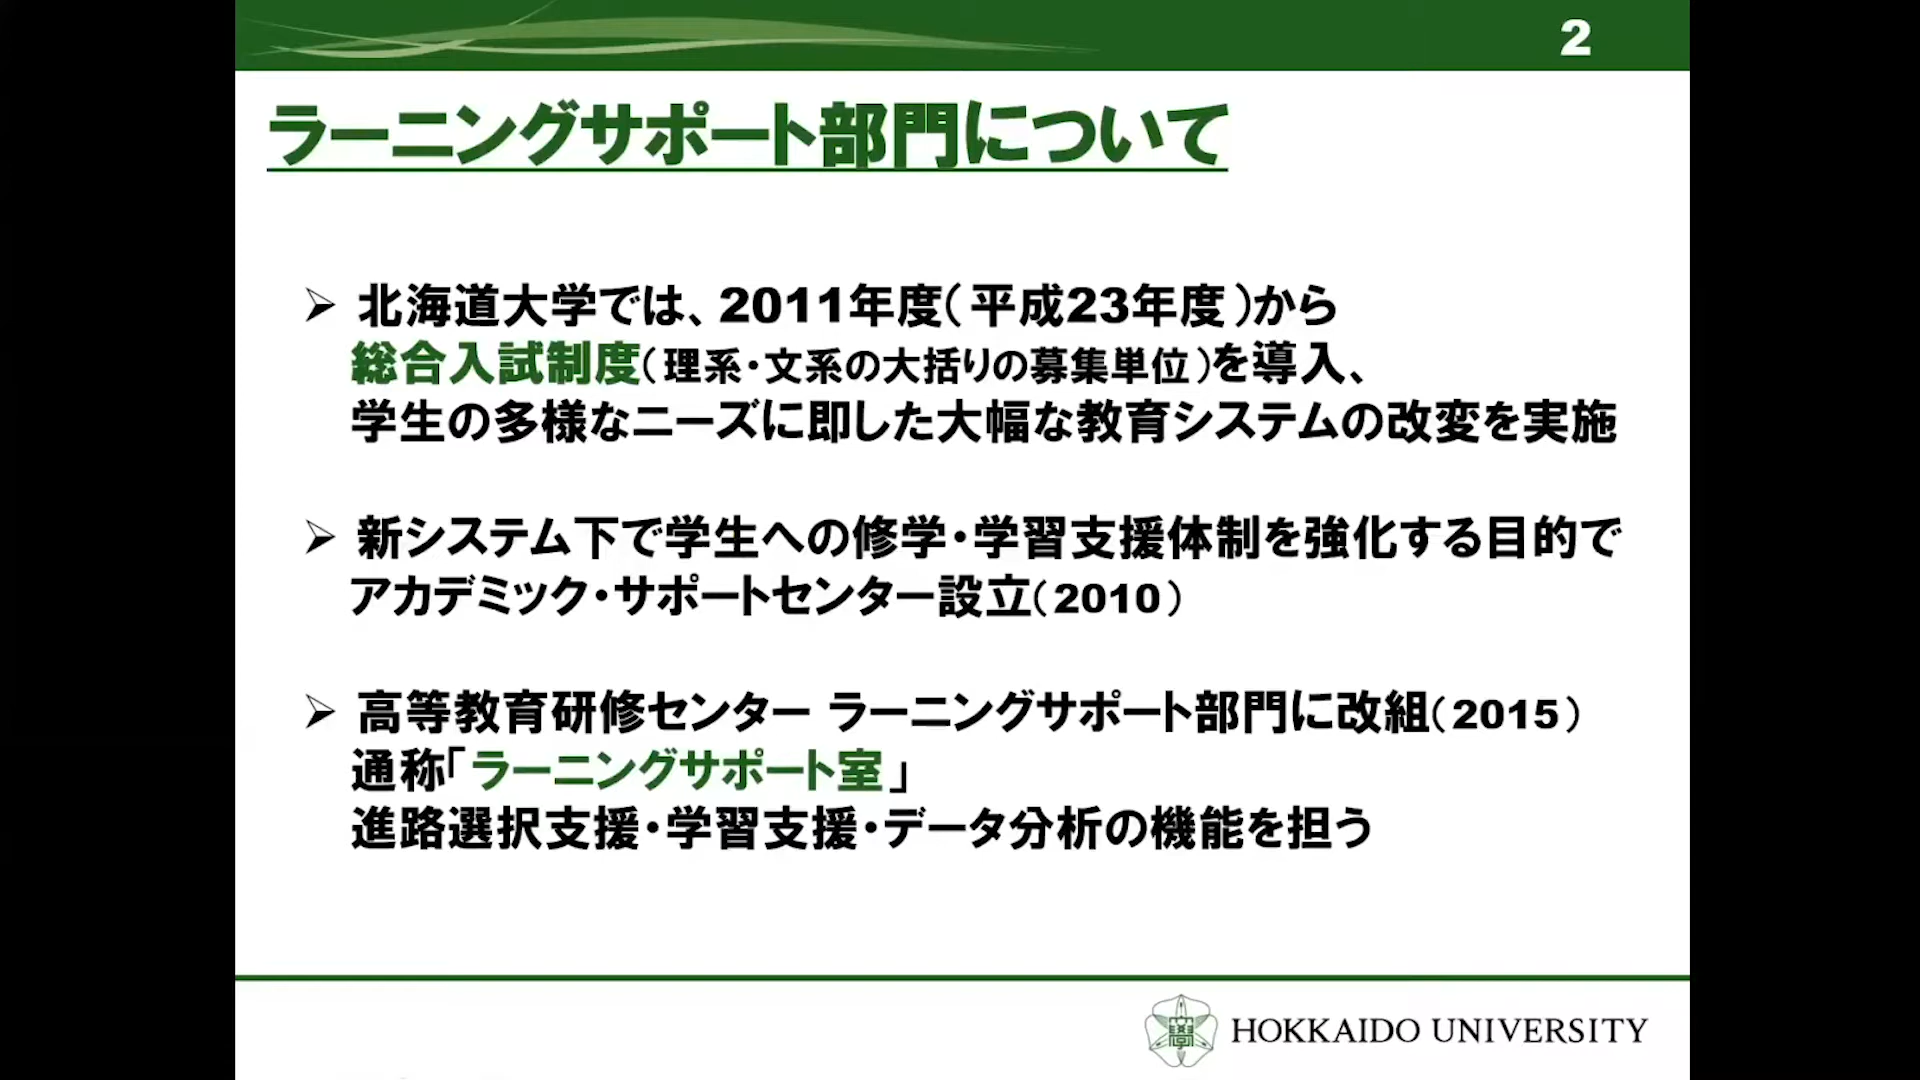 2
ラーニングサポート部門について
➢ 北海道大学では、2011年度(平成23年度)から
総合入試制度(理系・文系の大括りの募集単位)を導入、
学生の多様なニーズに即した大幅な教育システムの改変を実施
➢ 新システム下で学生への修学・学習支援体制を強化する目的で
アカデミック・サポートセンター設立(2010)
➢ 高等教育研修センター ラーニングサポート部門に改組(2015)
通称「ラーニングサポート室」
進路選択支援・学習支援・データ分析の機能を担う
HOKKAIDO UNIVERSITY